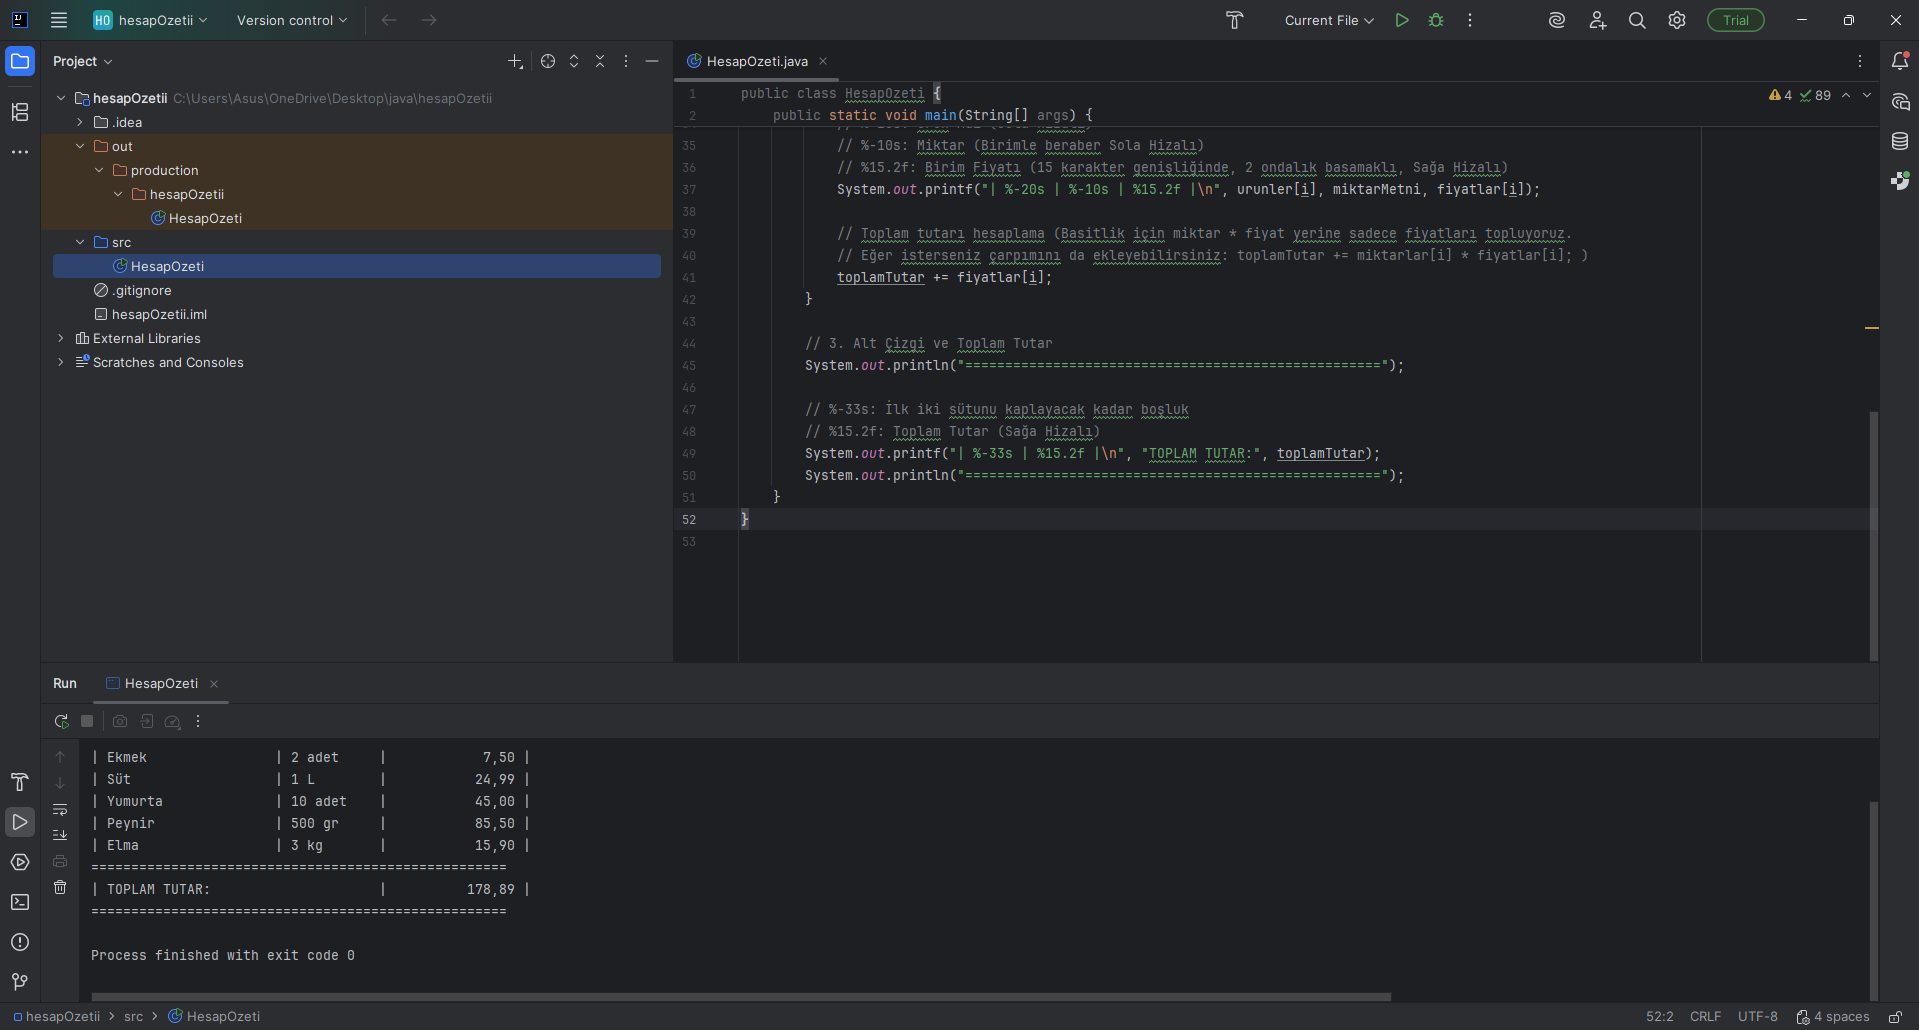 HO hesapOzetii Version control Current File Trial
Project
HesapOzeti.java
hesapOzetii C:\Users\Asus\OneDrive\Desktop\java\hesapOzetii
.idea
out
production
hesapOzetii
HesapOzeti
src
HesapOzeti
.gitignore
hesapOzetii.iml
External Libraries
Scratches and Consoles
4 89
1 public class HesapOzeti {
2 public static void main(String[] args) {
35 // %-10s: Miktar (Birimle beraber Sola Hizalı)
36 // %15.2f: Birim Fiyatı (15 karakter genişliğinde, 2 ondalık basamaklı, Sağa Hizalı)
37 System.out.printf("| %-20s | %-10s | %15.2f |\n", urunler[i], miktarMetni, fiyatlar[i]);
38
39 // Toplam tutarı hesaplama (Basitlik için miktar * fiyat yerine sadece fiyatları topluyoruz.
40 // Eğer isterseniz çarpımını da ekleyebilirsiniz: toplamTutar += miktarlar[i] * fiyatlar[i]; )
41 toplamTutar += fiyatlar[i];
42 }
43
44 // 3. Alt Çizgi ve Toplam Tutar
45 System.out.println("====================================================");
46
47 // %-33s: İlk iki sütunu kaplayacak kadar boşluk
48 // %15.2f: Toplam Tutar (Sağa Hizalı)
49 System.out.printf("| %-33s | %15.2f |\n", "TOPLAM TUTAR:", toplamTutar);
50 System.out.println("====================================================");
51 }
52 }
53
Run HesapOzeti
| Ekmek | 2 adet | 7,50 |
| Süt | 1 L | 24,99 |
| Yumurta | 10 adet | 45,00 |
| Peynir | 500 gr | 85,50 |
| Elma | 3 kg | 15,90 |
====================================================
| TOPLAM TUTAR: | 178,89 |
====================================================
Process finished with exit code 0
hesapOzetii > src > HesapOzeti 52:2 CRLF UTF-8 4 spaces